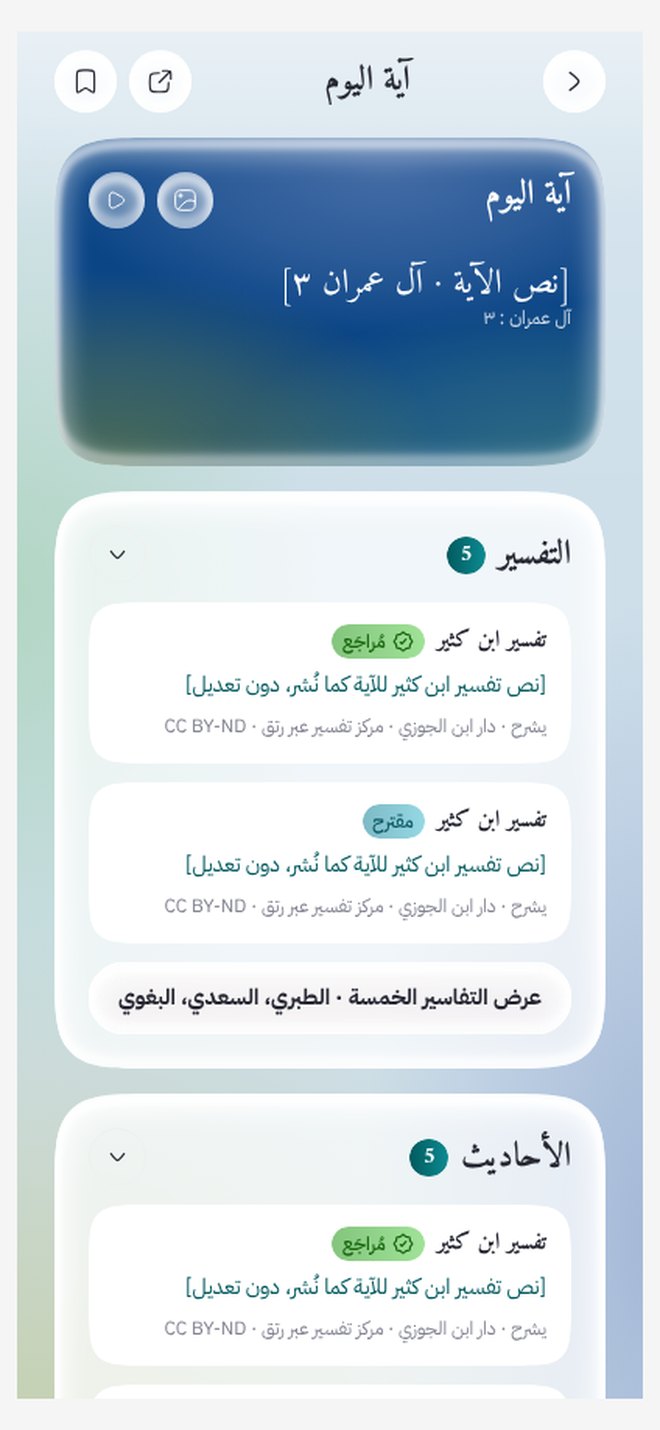 آية اليوم
آية اليوم
[نص الآية · آل عمران ٣]
آل عمران : ٣
التفسير 5
تفسير ابن كثير مُراجَع
[نص تفسير ابن كثير للآية كما نُشر، دون تعديل]
يشرح · دار ابن الجوزي · مركز تفسير عبر رتق · CC BY-ND
تفسير ابن كثير مقترح
[نص تفسير ابن كثير للآية كما نُشر، دون تعديل]
يشرح · دار ابن الجوزي · مركز تفسير عبر رتق · CC BY-ND
عرض التفاسير الخمسة · الطبري، السعدي، البغوي
الأحاديث 5
تفسير ابن كثير مُراجَع
[نص تفسير ابن كثير للآية كما نُشر، دون تعديل]
يشرح · دار ابن الجوزي · مركز تفسير عبر رتق · CC BY-ND